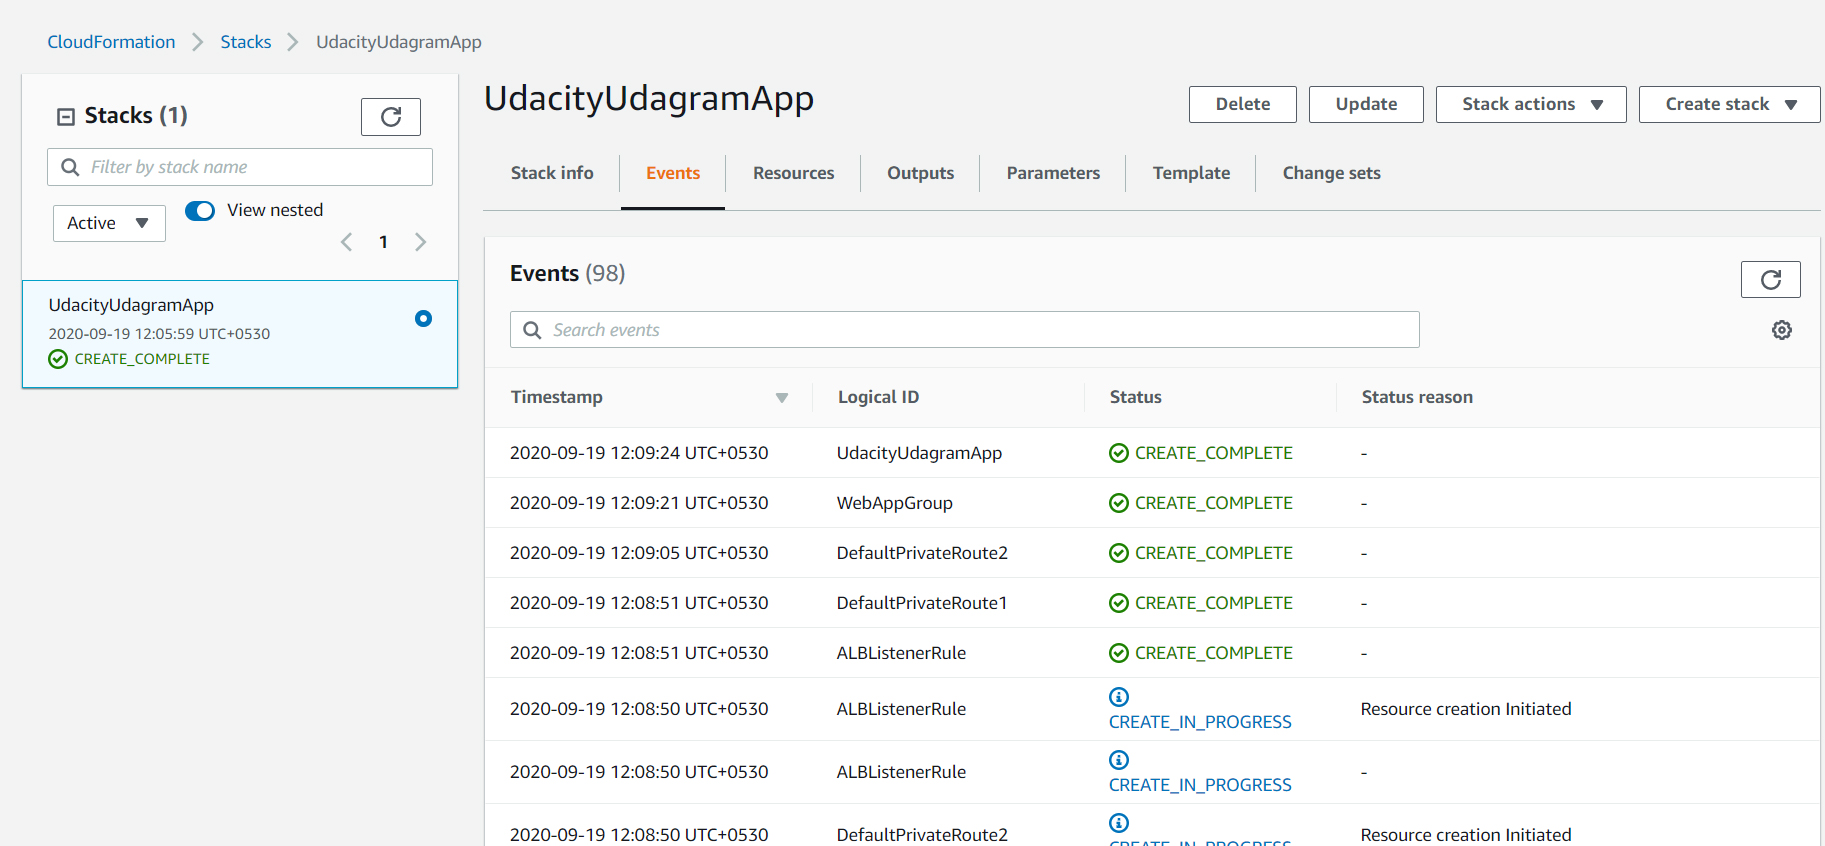 CloudFormation > Stacks > UdacityUdagramApp
Stacks (1)
Filter by stack name
Active
View nested
1
UdacityUdagramApp
2020-09-19 12:05:59 UTC+0530
CREATE_COMPLETE
UdacityUdagramApp
Delete Update Stack actions Create stack
Stack info Events Resources Outputs Parameters Template Change sets
Events (98)
Search events
Timestamp Logical ID Status Status reason
2020-09-19 12:09:24 UTC+0530 UdacityUdagramApp CREATE_COMPLETE -
2020-09-19 12:09:21 UTC+0530 WebAppGroup CREATE_COMPLETE -
2020-09-19 12:09:05 UTC+0530 DefaultPrivateRoute2 CREATE_COMPLETE -
2020-09-19 12:08:51 UTC+0530 DefaultPrivateRoute1 CREATE_COMPLETE -
2020-09-19 12:08:51 UTC+0530 ALBListenerRule CREATE_COMPLETE -
2020-09-19 12:08:50 UTC+0530 ALBListenerRule CREATE_IN_PROGRESS Resource creation Initiated
2020-09-19 12:08:50 UTC+0530 ALBListenerRule CREATE_IN_PROGRESS -
2020-09-19 12:08:50 UTC+0530 DefaultPrivateRoute2 Resource creation Initiated